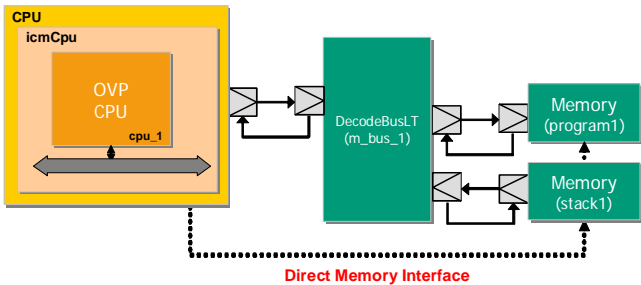 CPU
icmCpu
OVP
CPU
cpu_1
DecodeBusLT
(m_bus_1)
Memory
(program1)
Memory
(stack1)
Direct Memory Interface